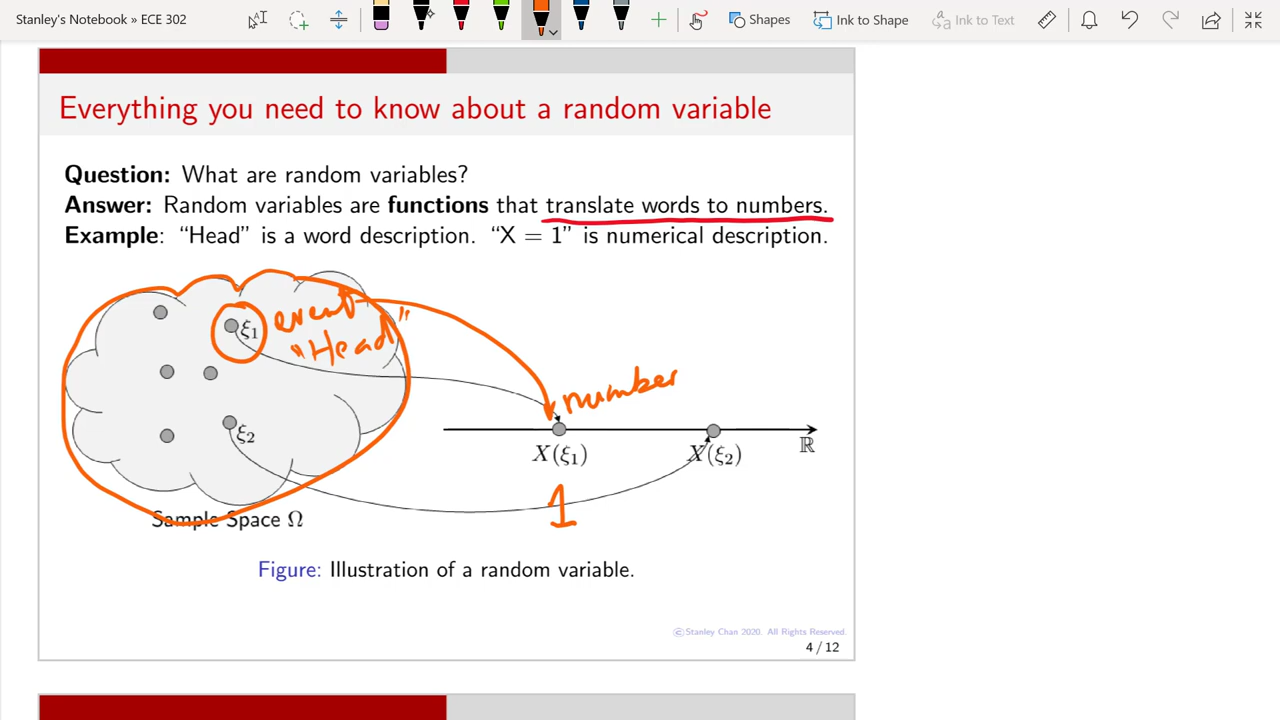 Stanley's Notebook » ECE 302
Shapes
Ink to Shape
Ink to Text
Everything you need to know about a random variable
Question: What are random variables?
Answer: Random variables are functions that translate words to numbers.
Example: “Head” is a word description. “X = 1” is numerical description.
ξ1
event
"Head"
ξ2
number
X(ξ1)
X(ξ2)
ℝ
1
Sample Space Ω
Figure: Illustration of a random variable.
©Stanley Chan 2020. All Rights Reserved.
4 / 12